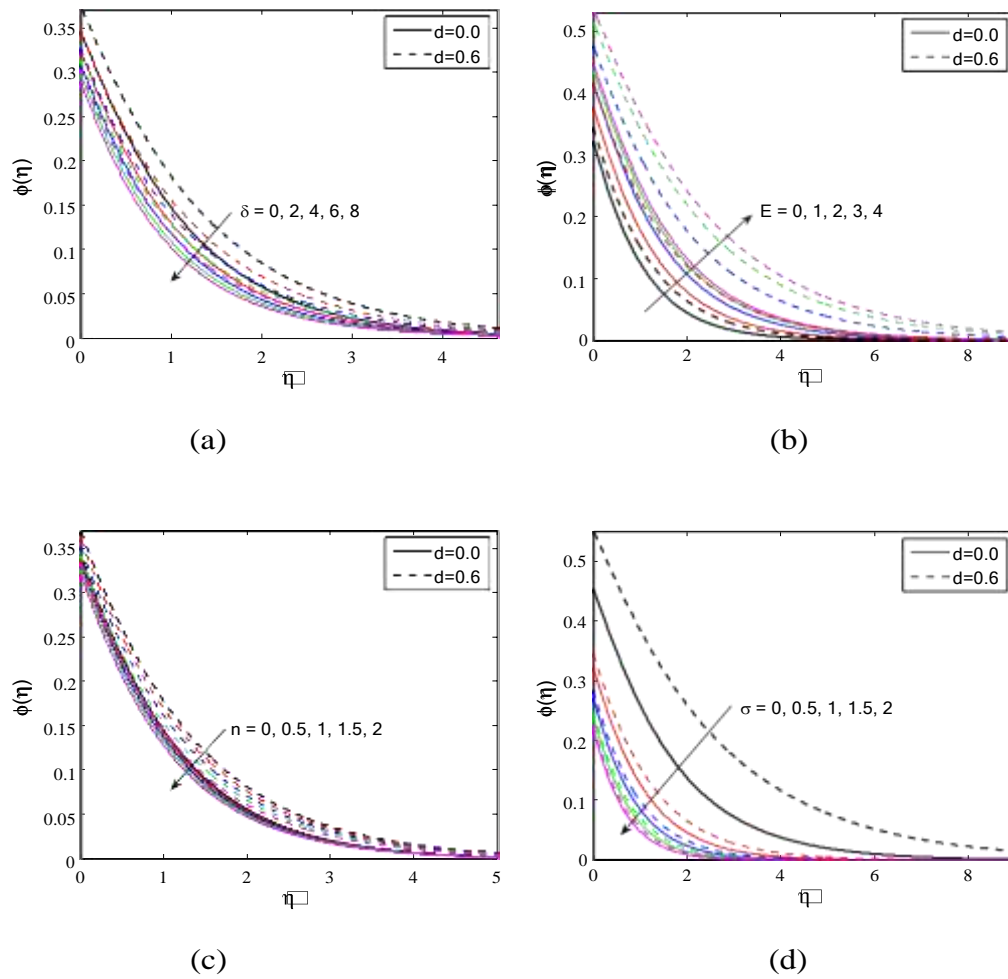 0.35
0.3
0.25
0.2
0.15
0.1
0.05
0
0 1 2 3 4
ϕ(η)
η
d=0.0
d=0.6
δ = 0, 2, 4, 6, 8
(a)
0.5
0.4
0.3
0.2
0.1
0
0 2 4 6 8
ϕ(η)
η
d=0.0
d=0.6
E = 0, 1, 2, 3, 4
(b)
0.35
0.3
0.25
0.2
0.15
0.1
0.05
0
0 1 2 3 4 5
ϕ(η)
η
d=0.0
d=0.6
n = 0, 0.5, 1, 1.5, 2
(c)
0.5
0.4
0.3
0.2
0.1
0
0 2 4 6 8
ϕ(η)
η
d=0.0
d=0.6
σ = 0, 0.5, 1, 1.5, 2
(d)